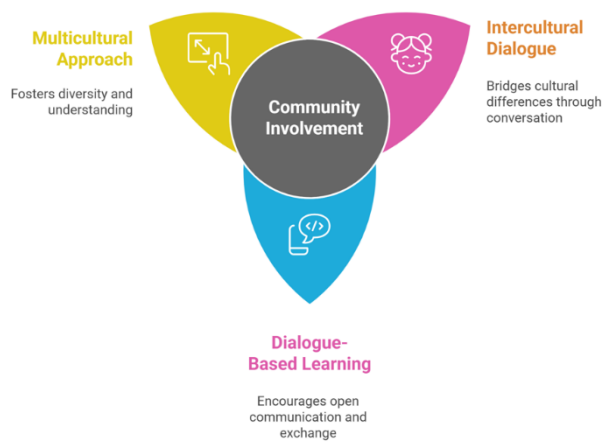 Multicultural
Approach
Fosters diversity and
understanding
Community
Involvement
Intercultural
Dialogue
Bridges cultural
differences through
conversation
</>
Dialogue-
Based Learning
Encourages open
communication and
exchange